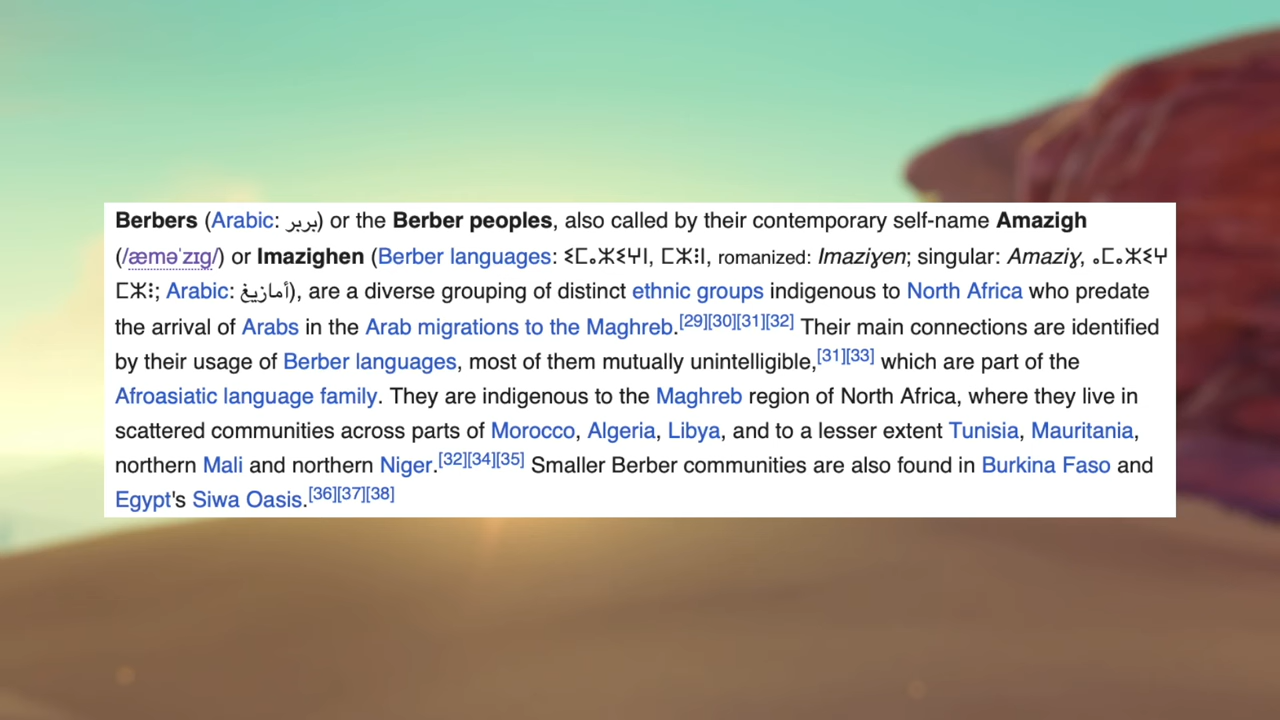 Berbers (Arabic: بربر) or the Berber peoples, also called by their contemporary self-name Amazigh
(/æməˈzɪɡ/) or Imazighen (Berber languages: ⵉⵎⴰⵣⵉⵖⵏ, ⵎⵣⵗⵏ, romanized: Imaziɣen; singular: Amaziɣ, ⴰⵎⴰⵣⵉⵖ
ⵎⵣⵗ; Arabic: أمازيغ), are a diverse grouping of distinct ethnic groups indigenous to North Africa who predate
the arrival of Arabs in the Arab migrations to the Maghreb.[29][30][31][32] Their main connections are identified
by their usage of Berber languages, most of them mutually unintelligible,[31][33] which are part of the
Afroasiatic language family. They are indigenous to the Maghreb region of North Africa, where they live in
scattered communities across parts of Morocco, Algeria, Libya, and to a lesser extent Tunisia, Mauritania,
northern Mali and northern Niger.[32][34][35] Smaller Berber communities are also found in Burkina Faso and
Egypt's Siwa Oasis.[36][37][38]